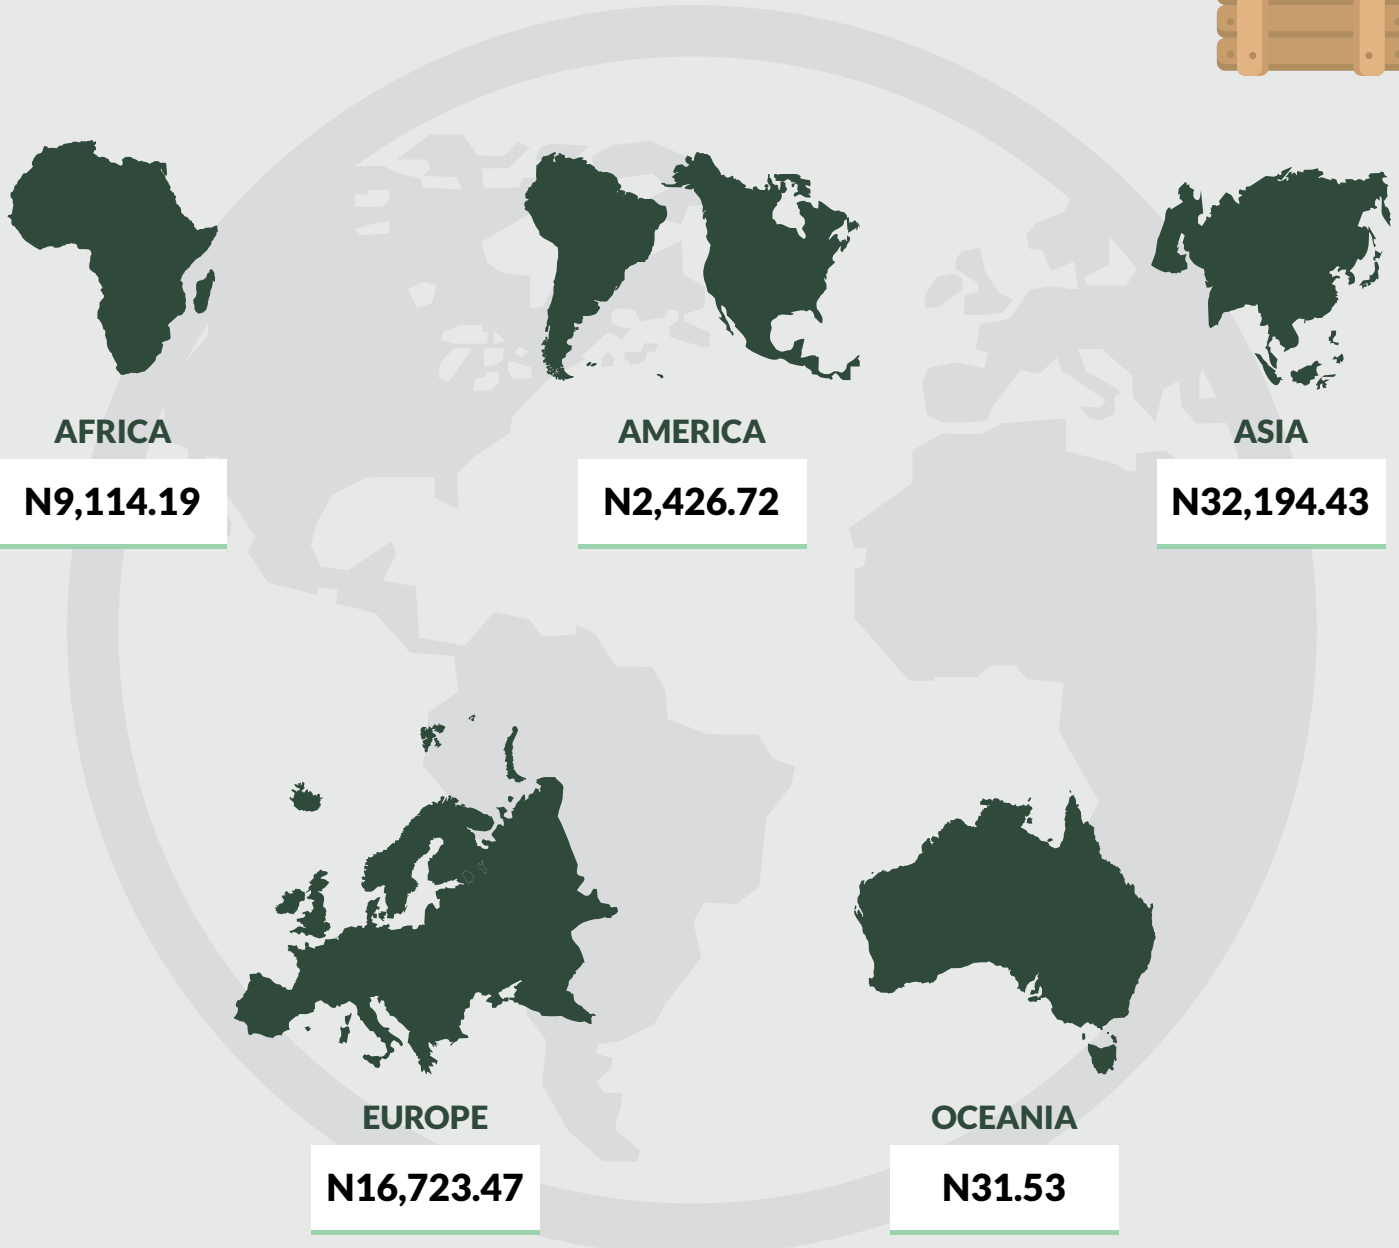 AFRICA
N9,114.19
AMERICA
N2,426.72
ASIA
N32,194.43
EUROPE
N16,723.47
OCEANIA
N31.53